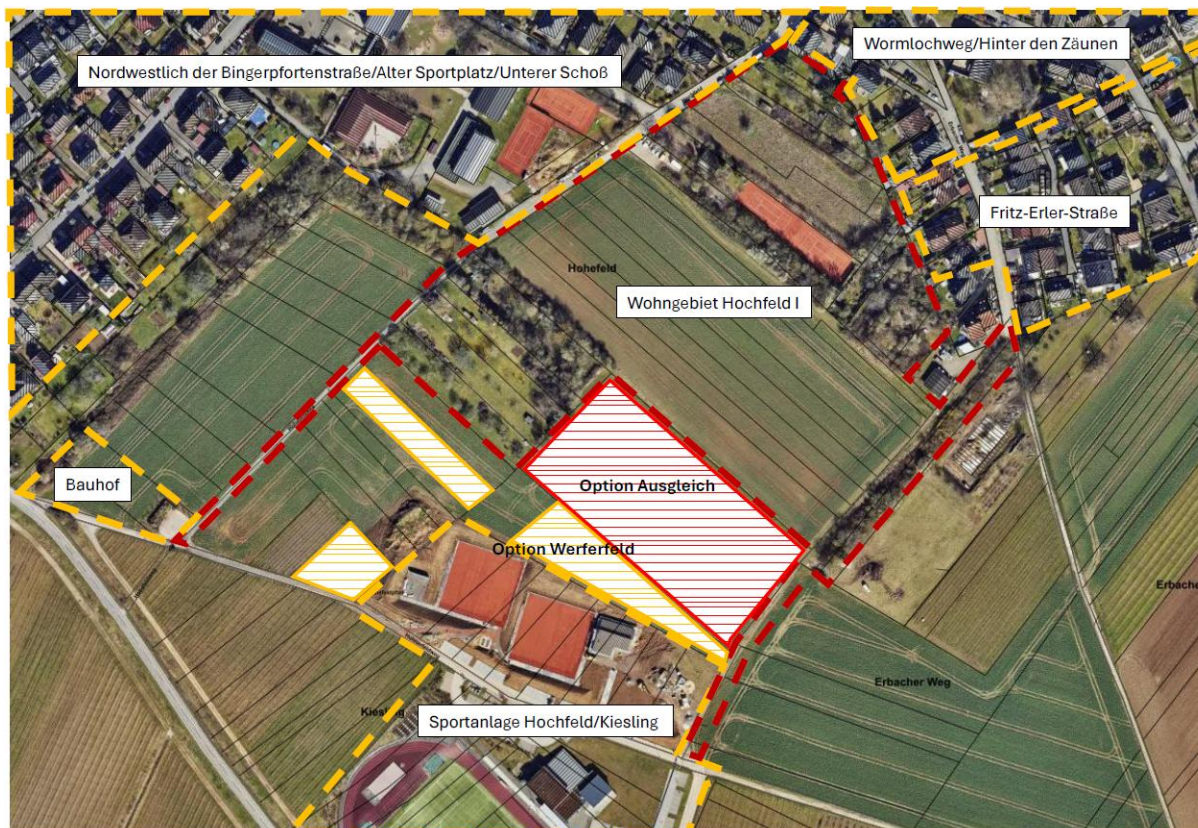 Wormlochweg/Hinter den Zäunen
Nordwestlich der Bingerpfortenstraße/Alter Sportplatz/Unterer Schoß
Fritz-Erler-Straße
Hohefeld
Wohngebiet Hochfeld I
Bauhof
Option Ausgleich
Option Werferfeld
Erbacher Weg
Kiesling
Sportanlage Hochfeld/Kiesling